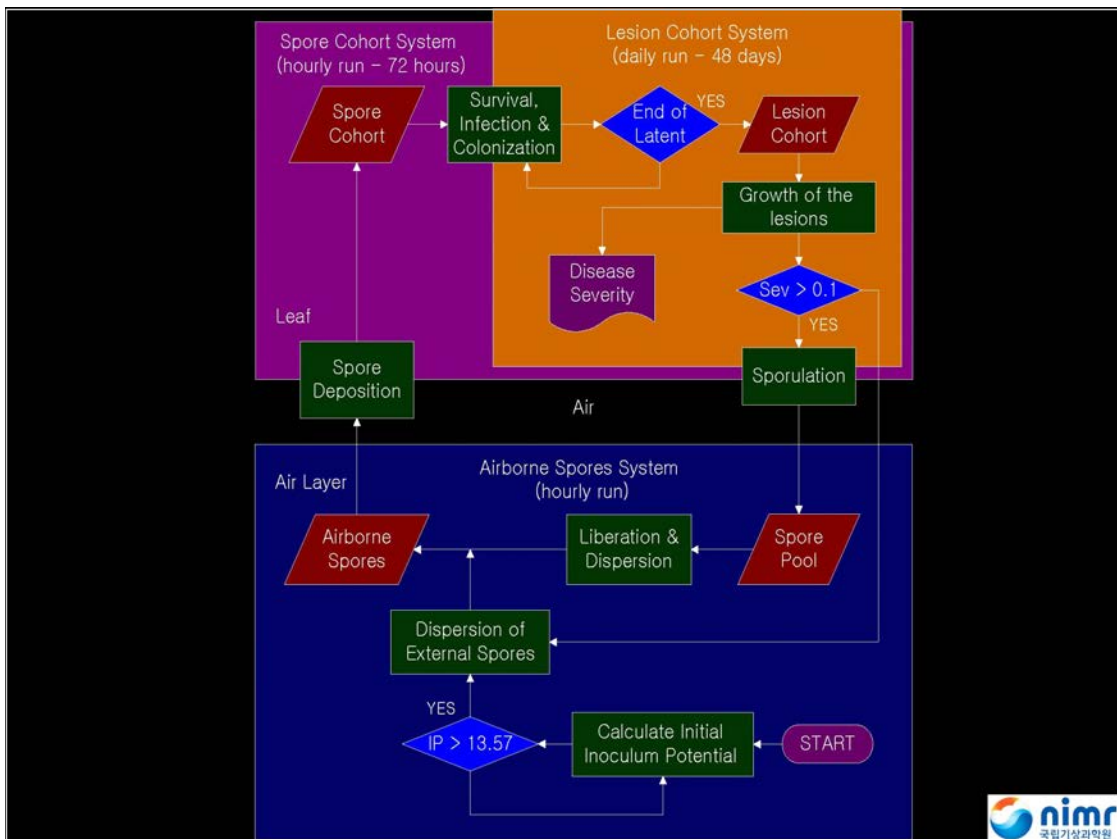 Spore Cohort System
(hourly run - 72 hours)
Lesion Cohort System
(daily run - 48 days)
Spore
Cohort
Survival,
Infection &
Colonization
End of
Latent
YES
Lesion
Cohort
Growth of the
lesions
Disease
Severity
Sev > 0.1
YES
Leaf
Spore
Deposition
Sporulation
Air
Airborne Spores System
(hourly run)
Air Layer
Airborne
Spores
Liberation &
Dispersion
Spore
Pool
Dispersion of
External Spores
YES
IP > 13.57
Calculate Initial
Inoculum Potential
START
nimr
국립기상과학원